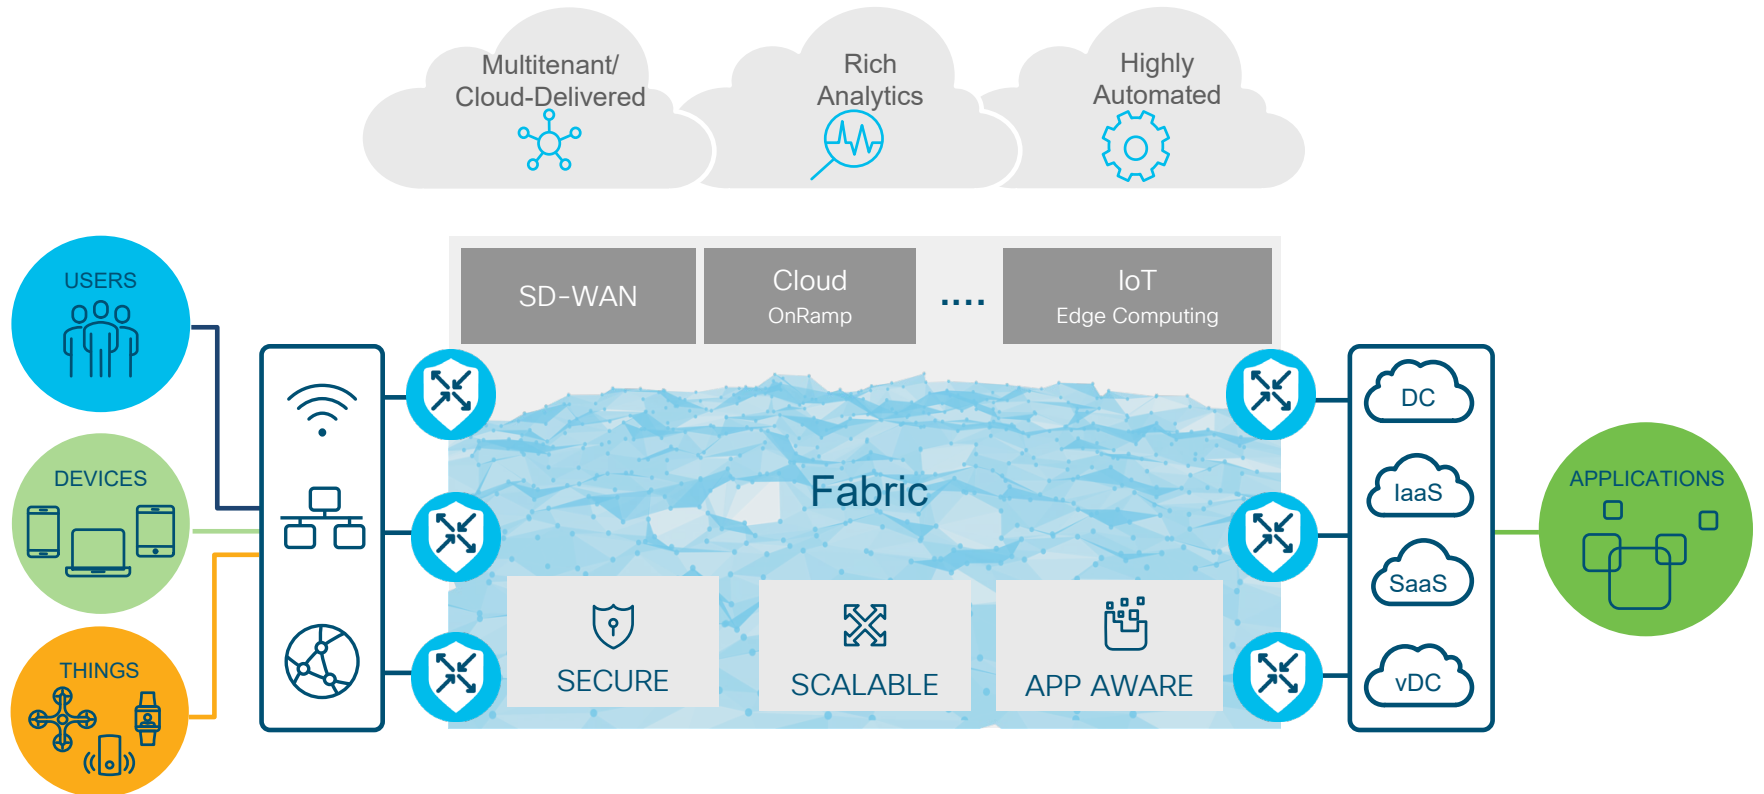 Multitenant/
Cloud-Delivered
Rich
Analytics
Highly
Automated
USERS
DEVICES
THINGS
SD-WAN
Cloud
OnRamp
....
IoT
Edge Computing
Fabric
SECURE
SCALABLE
APP AWARE
DC
IaaS
SaaS
vDC
APPLICATIONS